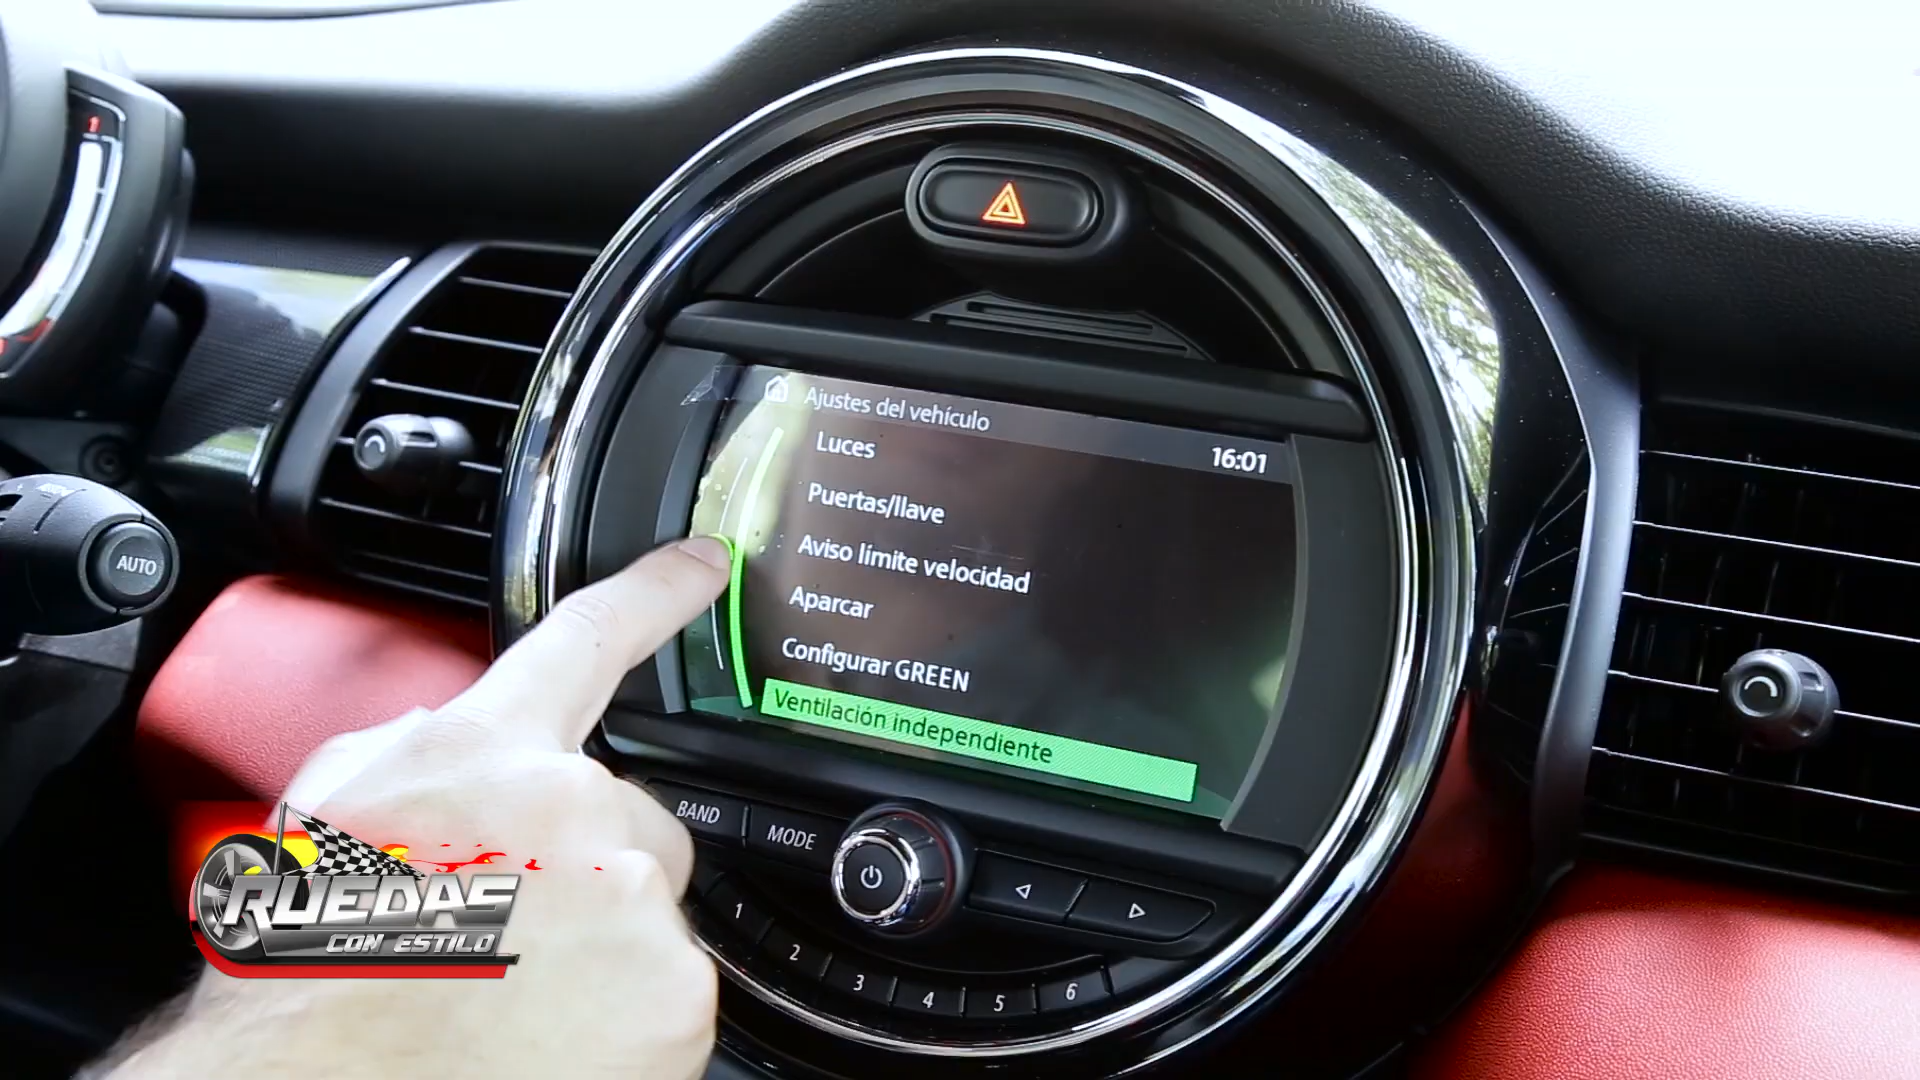 Ajustes del vehículo
16:01
Luces
Puertas/llave
Aviso límite velocidad
Aparcar
Configurar GREEN
Ventilación independiente
AUTO
BAND
MODE
1
2
3
4
5
6
RUEDAS
CON ESTILO